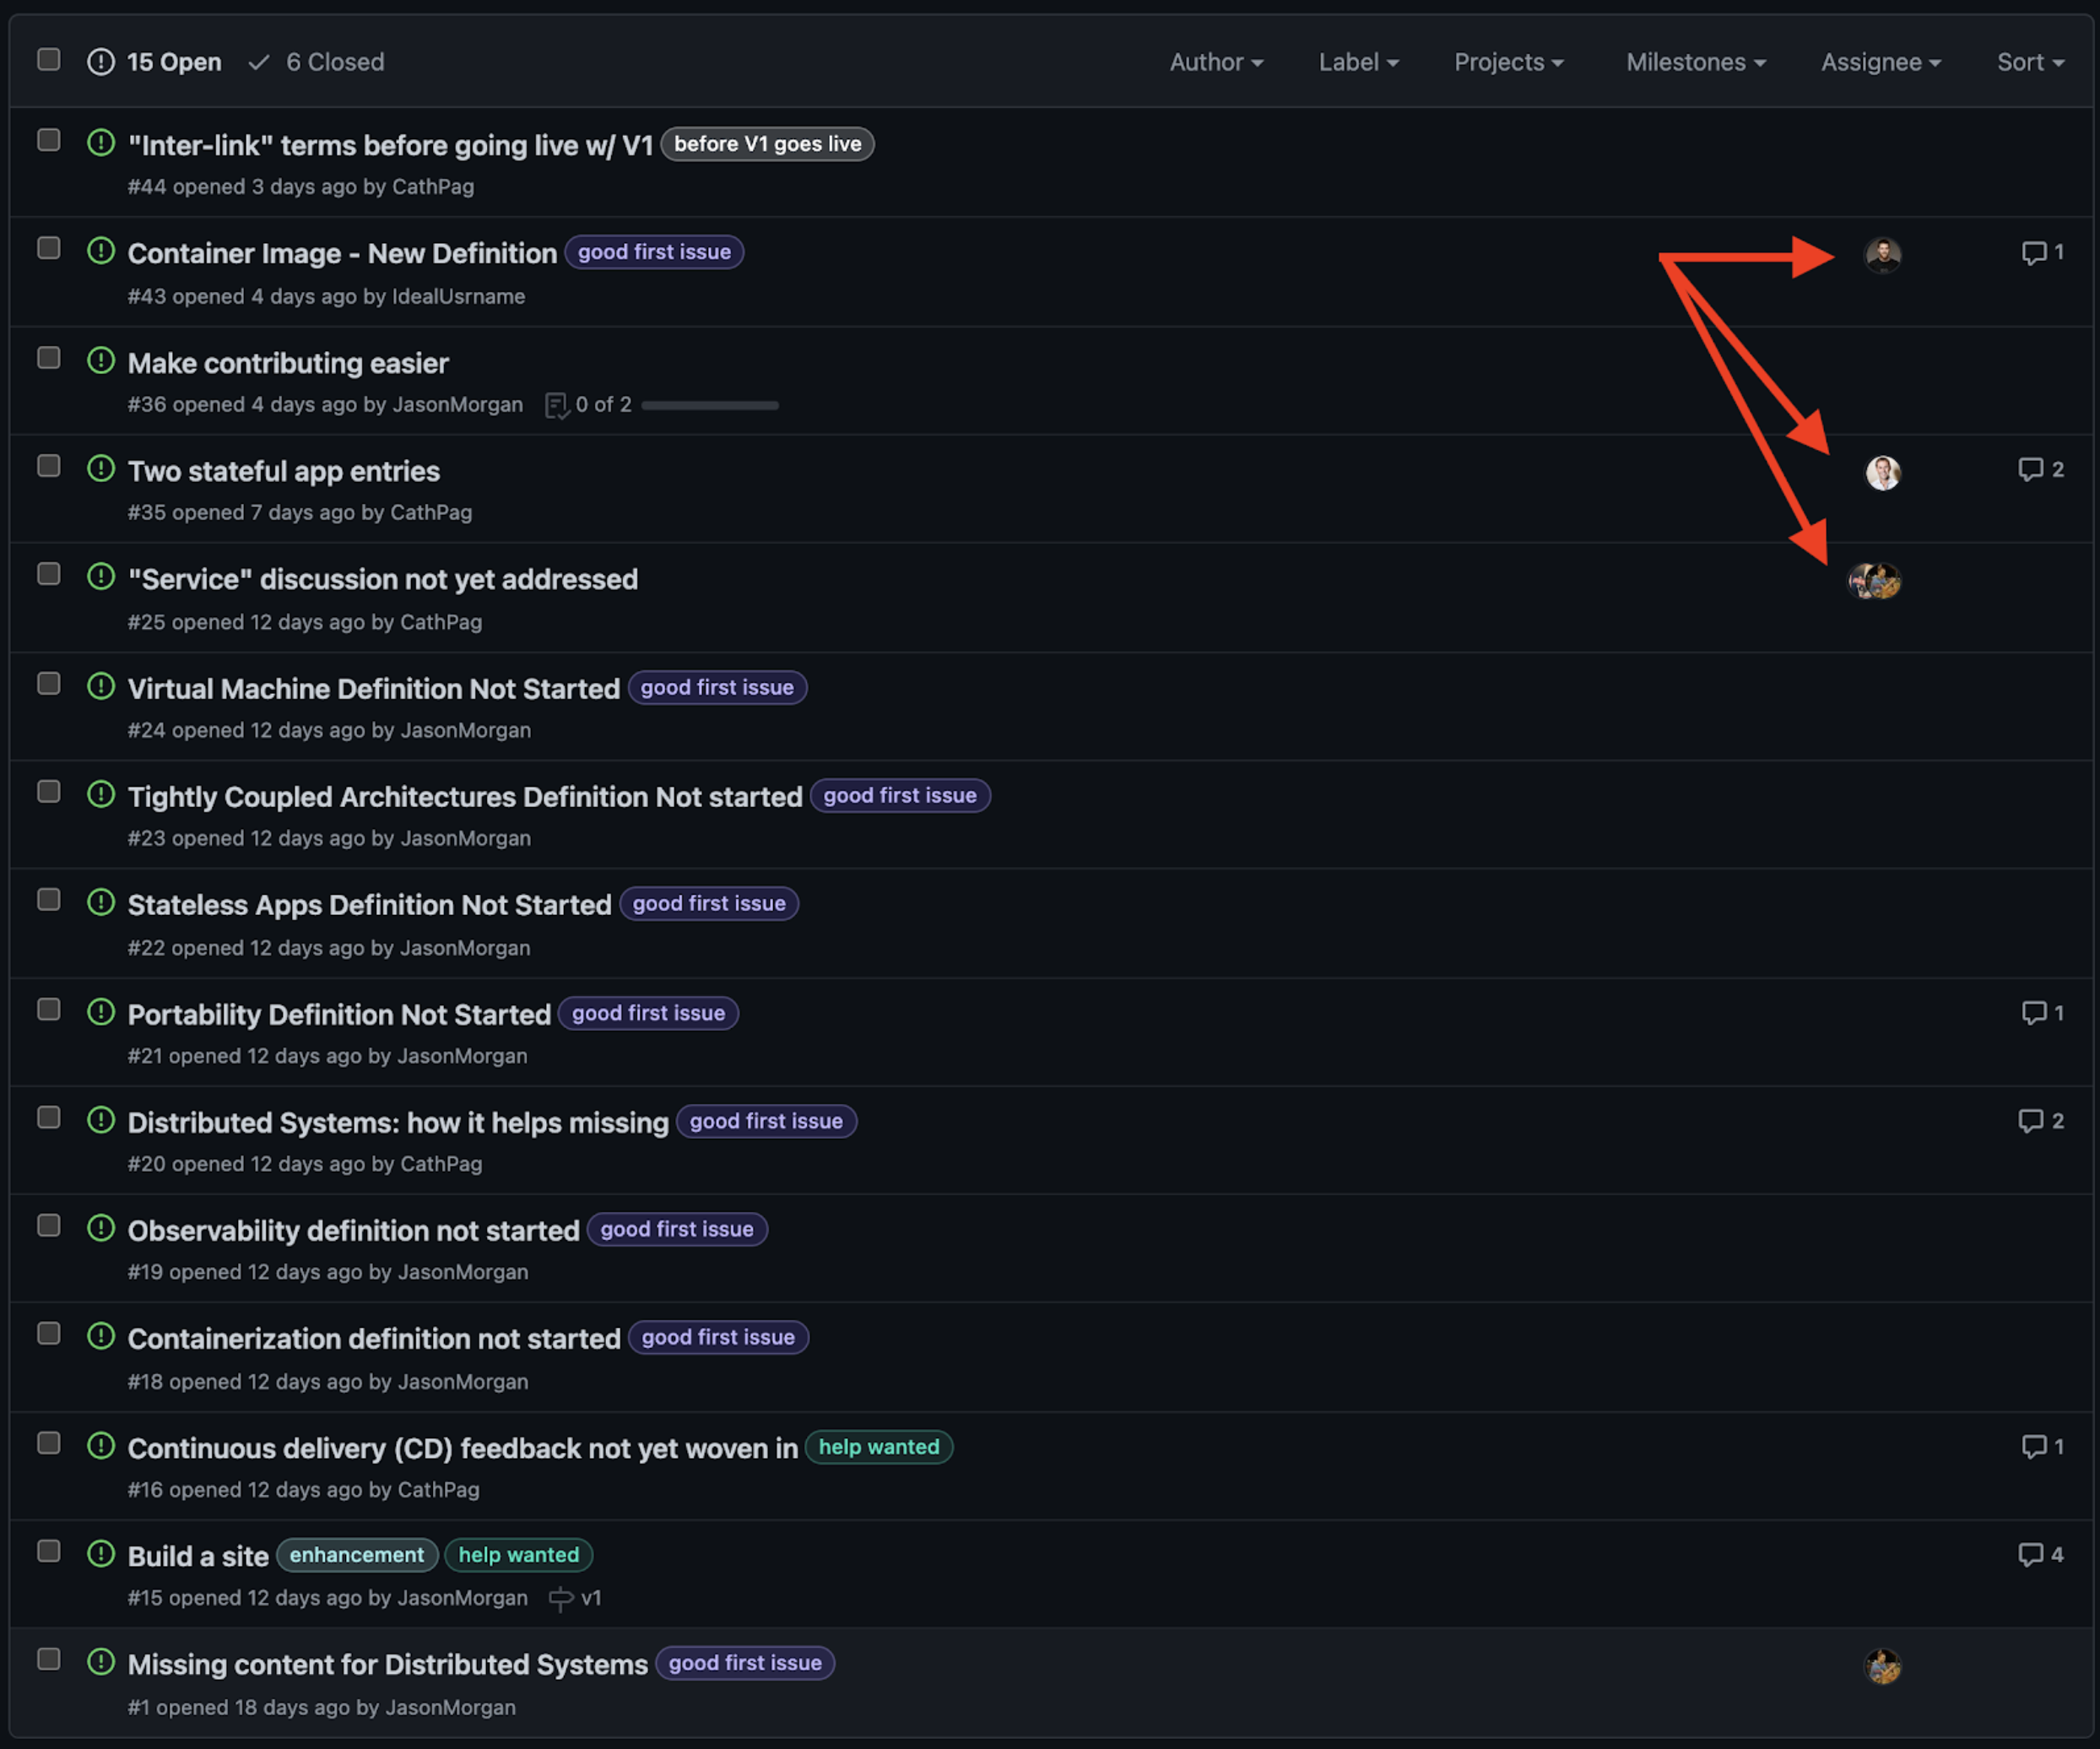 15 Open 6 Closed Author Label Projects Milestones Assignee Sort
"Inter-link" terms before going live w/ V1 before V1 goes live
#44 opened 3 days ago by CathPag
Container Image - New Definition good first issue 1
#43 opened 4 days ago by IdealUsrname
Make contributing easier
#36 opened 4 days ago by JasonMorgan 0 of 2
Two stateful app entries 2
#35 opened 7 days ago by CathPag
"Service" discussion not yet addressed
#25 opened 12 days ago by CathPag
Virtual Machine Definition Not Started good first issue
#24 opened 12 days ago by JasonMorgan
Tightly Coupled Architectures Definition Not started good first issue
#23 opened 12 days ago by JasonMorgan
Stateless Apps Definition Not Started good first issue
#22 opened 12 days ago by JasonMorgan
Portability Definition Not Started good first issue 1
#21 opened 12 days ago by JasonMorgan
Distributed Systems: how it helps missing good first issue 2
#20 opened 12 days ago by CathPag
Observability definition not started good first issue
#19 opened 12 days ago by JasonMorgan
Containerization definition not started good first issue
#18 opened 12 days ago by JasonMorgan
Continuous delivery (CD) feedback not yet woven in help wanted 1
#16 opened 12 days ago by CathPag
Build a site enhancement help wanted 4
#15 opened 12 days ago by JasonMorgan v1
Missing content for Distributed Systems good first issue
#1 opened 18 days ago by JasonMorgan